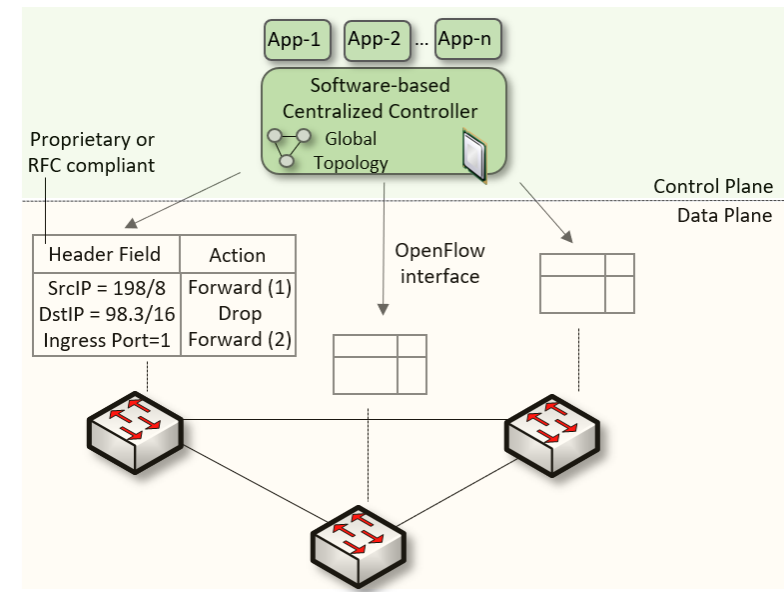 App-1 App-2 ... App-n
Software-based
Centralized Controller
Global
Topology
Proprietary or
RFC compliant
Control Plane
Data Plane
Header Field Action
SrcIP = 198/8 Forward (1)
DstIP = 98.3/16 Drop
Ingress Port=1 Forward (2)
OpenFlow
interface